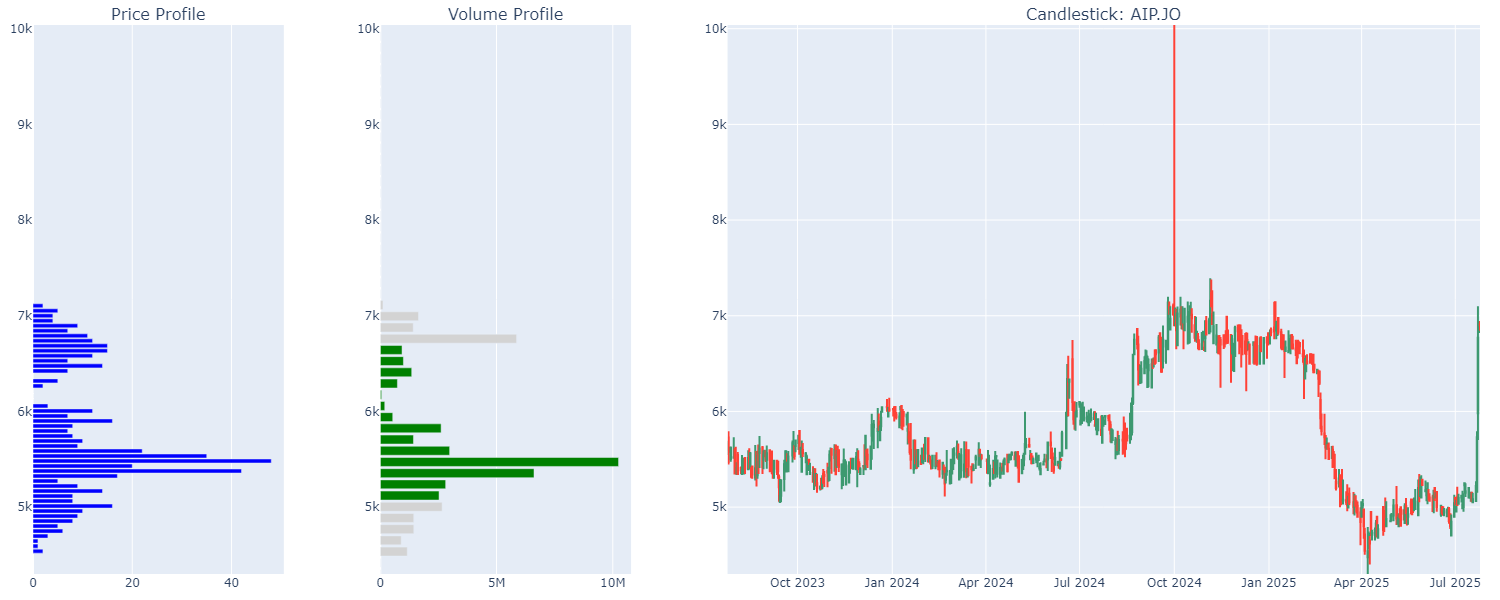 Price Profile
Volume Profile
Candlestick: AIP.JO
10k
9k
8k
7k
6k
5k
0
20
40
10k
9k
8k
7k
6k
5k
0
5M
10M
10k
9k
8k
7k
6k
5k
Oct 2023
Jan 2024
Apr 2024
Jul 2024
Oct 2024
Jan 2025
Apr 2025
Jul 2025